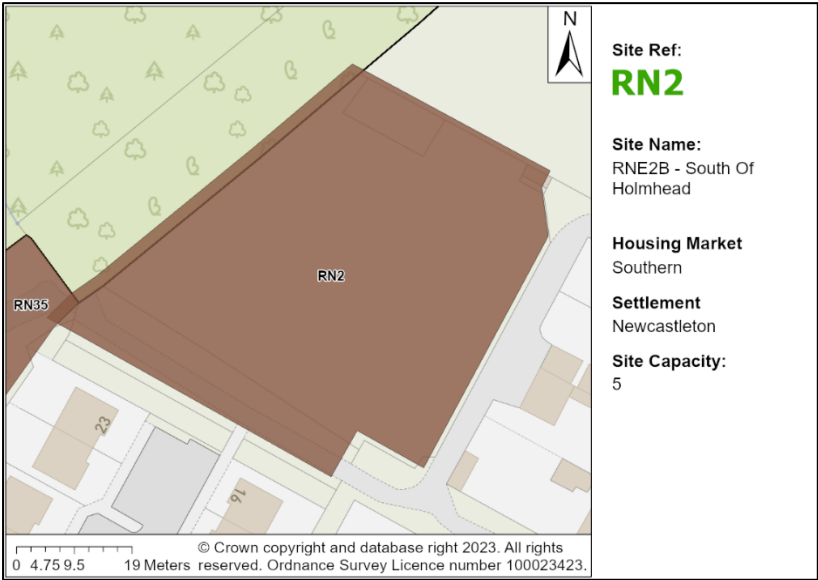 N
RN2
RN35
23
16
© Crown copyright and database right 2023. All rights
0 4.75 9.5 19 Meters reserved. Ordnance Survey Licence number 100023423.
Site Ref:
RN2
Site Name:
RNE2B - South Of
Holmhead
Housing Market
Southern
Settlement
Newcastleton
Site Capacity:
5